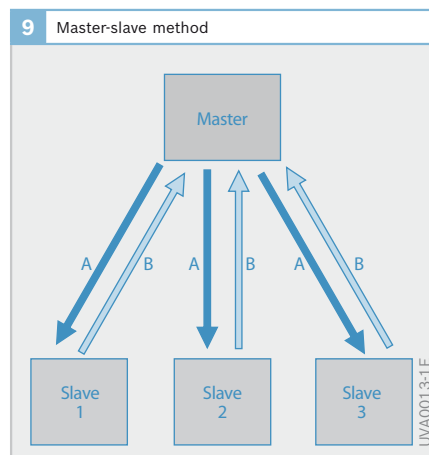 9 Master-slave method
Master
A B A B A B
Slave
1
Slave
2
Slave
3
UVA0013-1E